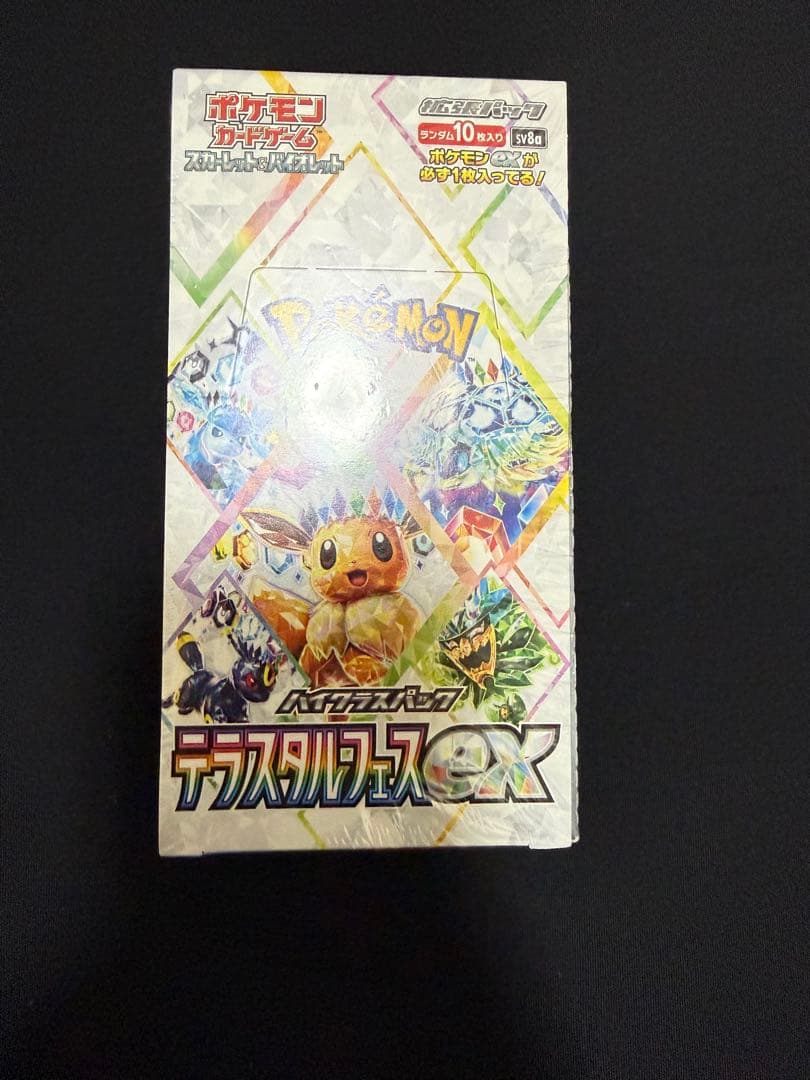 ポケモン
カードゲーム™
スカーレット&バイオレット
拡張パック
ランダム10枚入り sv8a
ポケモンexが
必ず1枚入ってる!
POKéMON™
ハイクラスパック
テラスタルフェスex